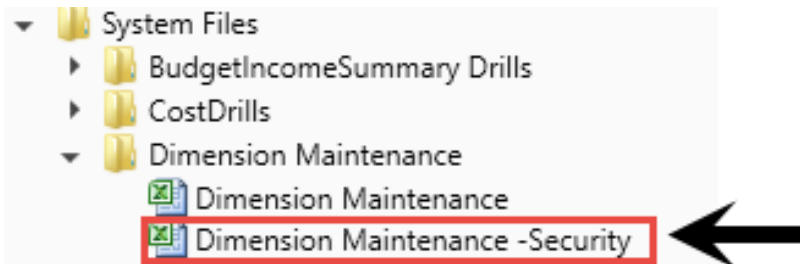 System Files
BudgetIncomeSummary Drills
CostDrills
Dimension Maintenance
Dimension Maintenance
Dimension Maintenance -Security